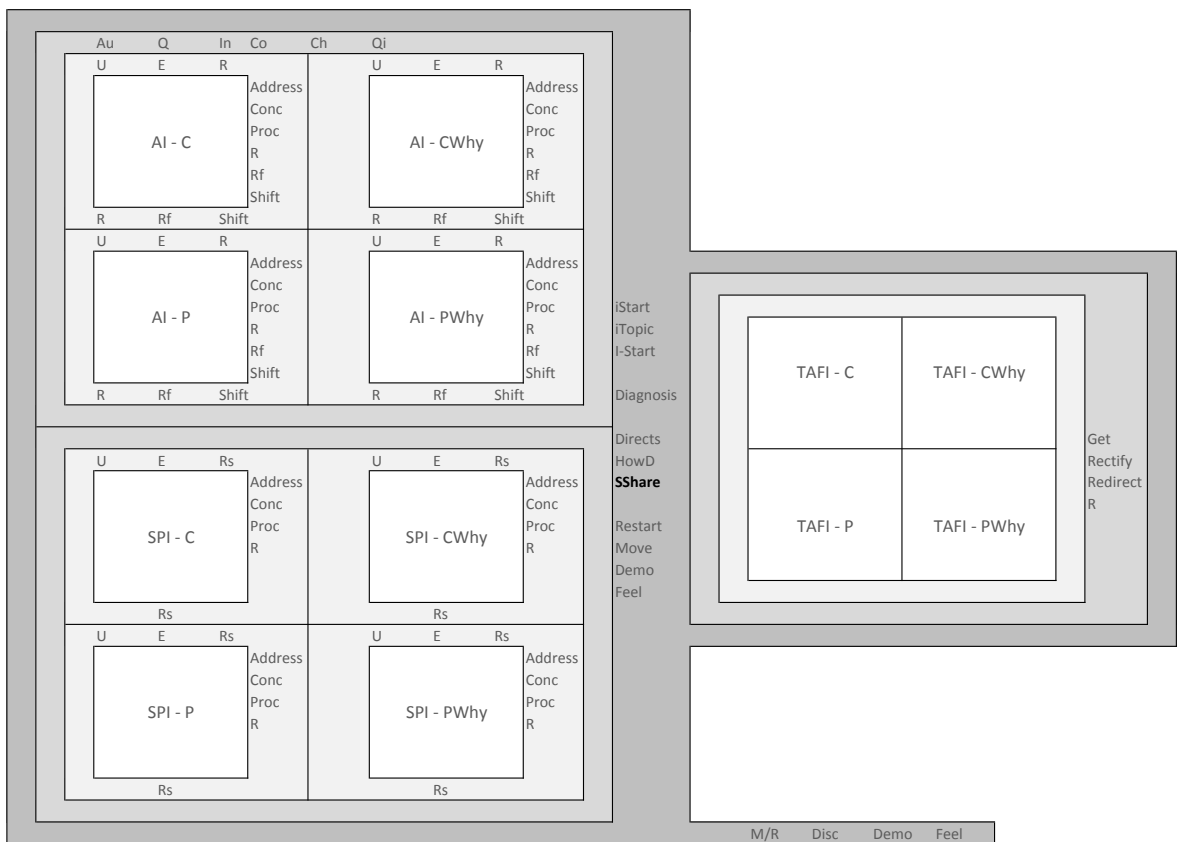 Au Q In Co Ch Qi
U E R U E R
Address Address
Conc Conc
AI - C Proc AI - CWhy Proc
R R
Rf Rf
Shift Shift
R Rf Shift R Rf Shift
U E R U E R
Address Address
Conc Conc
AI - P Proc AI - PWhy Proc
R R
Rf Rf
Shift Shift
R Rf Shift R Rf Shift
U E Rs U E Rs
Address Address
Conc Conc
SPI - C Proc SPI - CWhy Proc
R R
Rs Rs
U E Rs U E Rs
Address Address
Conc Conc
SPI - P Proc SPI - PWhy Proc
R R
Rs Rs
iStart
iTopic
I-Start
Diagnosis
Directs
HowD
SShare
Restart
Move
Demo
Feel
TAFI - C TAFI - CWhy
TAFI - P TAFI - PWhy
Get
Rectify
Redirect
R
M/R Disc Demo Feel